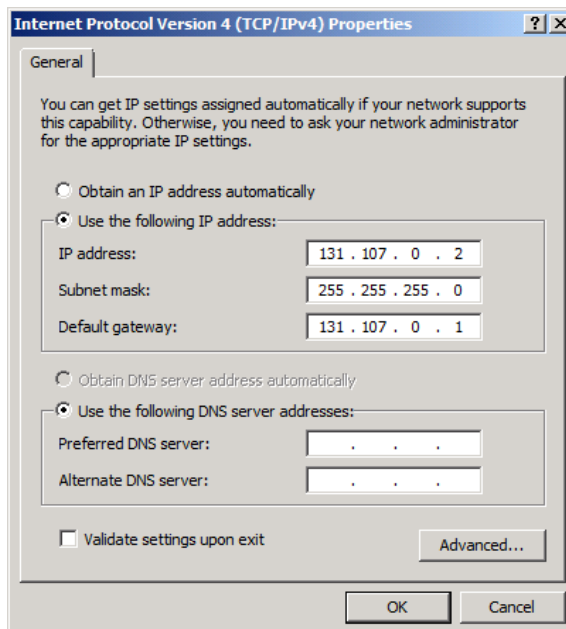 Internet Protocol Version 4 (TCP/IPv4) Properties
General
You can get IP settings assigned automatically if your network supports
this capability. Otherwise, you need to ask your network administrator
for the appropriate IP settings.
Obtain an IP address automatically
Use the following IP address:
IP address: 131 . 107 . 0 . 2
Subnet mask: 255 . 255 . 255 . 0
Default gateway: 131 . 107 . 0 . 1
Obtain DNS server address automatically
Use the following DNS server addresses:
Preferred DNS server: . . .
Alternate DNS server: . . .
Validate settings upon exit
Advanced...
OK Cancel